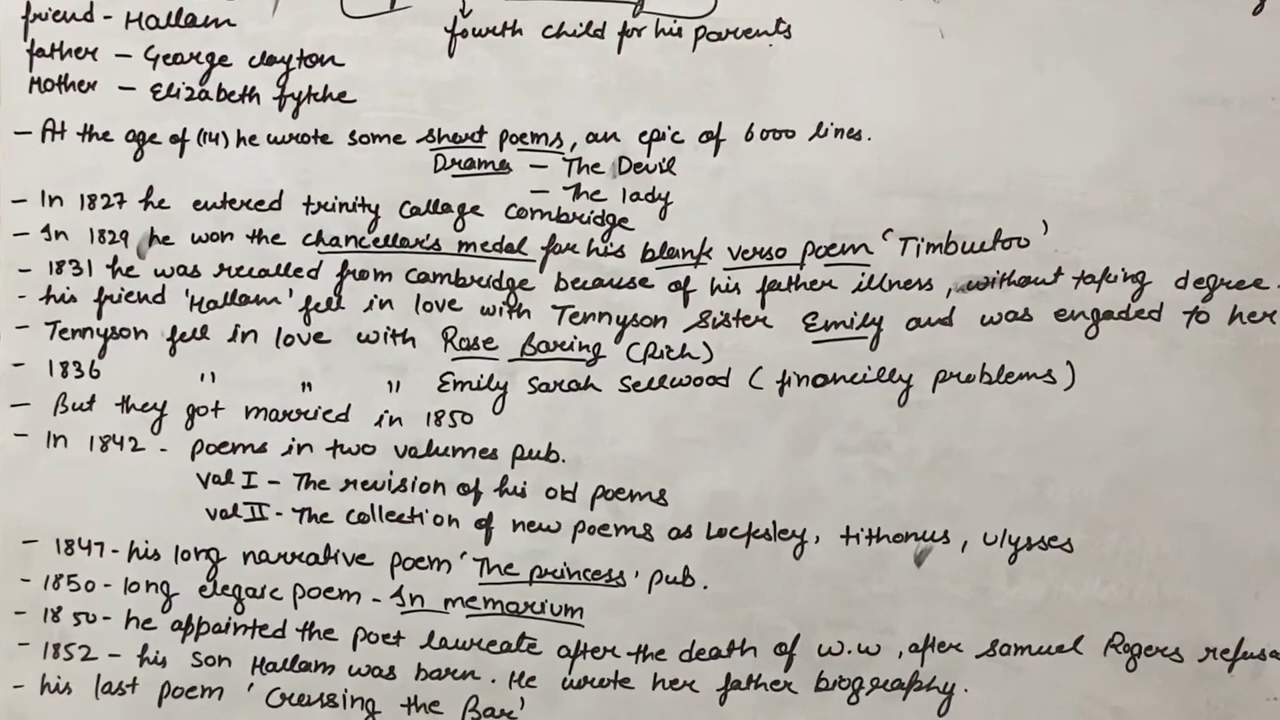 friend - Hallam
fourth child for his parents
father - George clayton
Mother - Elizabeth fytche
- At the age of (14) he wrote some short poems, an epic of 6000 lines.
Drama - The Devil
- The lady
- In 1827 he entered trinity Callage Combridge
- In 1829 he won the chancellar's medal for his blank verso poem 'Timbuctoo'
- 1831 he was recalled from Cambridge because of his father illness, without taking degree.
- his friend 'Hallam' fell in love with Tennyson Sister Emily and was engaded to her
- Tennyson fell in love with Rose Baring (Rich)
- 1836 " " " Emily Sarah Sellwood (financilly problems)
- But they got married in 1850
- In 1842 - poems in two valumes pub.
Val I - The revision of his old poems
val II - The collection of new poems as Locksley, tithonus, Ulysses
- 1847 - his long narrative poem 'The princess' pub.
- 1850 - long elegaic poem - In memorium
- 1850 - he appainted the poet laureate after the death of W.W, after Samuel Rogers refusa
- 1852 - his son Hallam was barn. He wrote her father biography.
- his last poem 'Crossing the Bar'